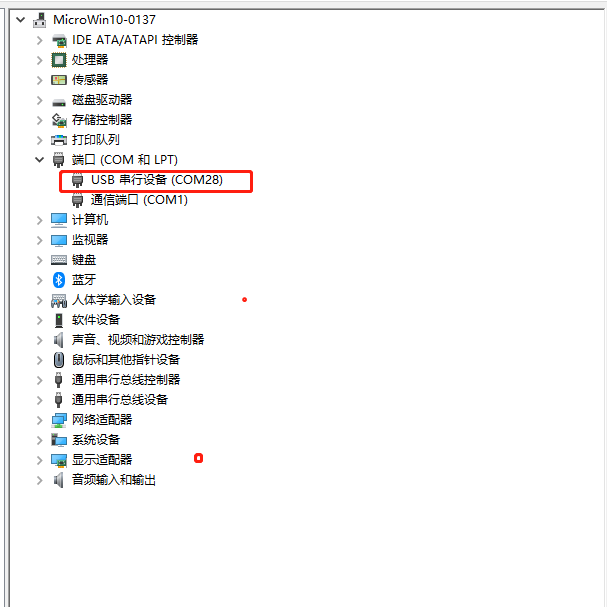 MicroWin10-0137
IDE ATA/ATAPI 控制器
处理器
传感器
磁盘驱动器
存储控制器
打印队列
端口 (COM 和 LPT)
USB 串行设备 (COM28)
通信端口 (COM1)
计算机
监视器
键盘
蓝牙
人体学输入设备
软件设备
声音、视频和游戏控制器
鼠标和其他指针设备
通用串行总线控制器
通用串行总线设备
网络适配器
系统设备
显示适配器
音频输入和输出